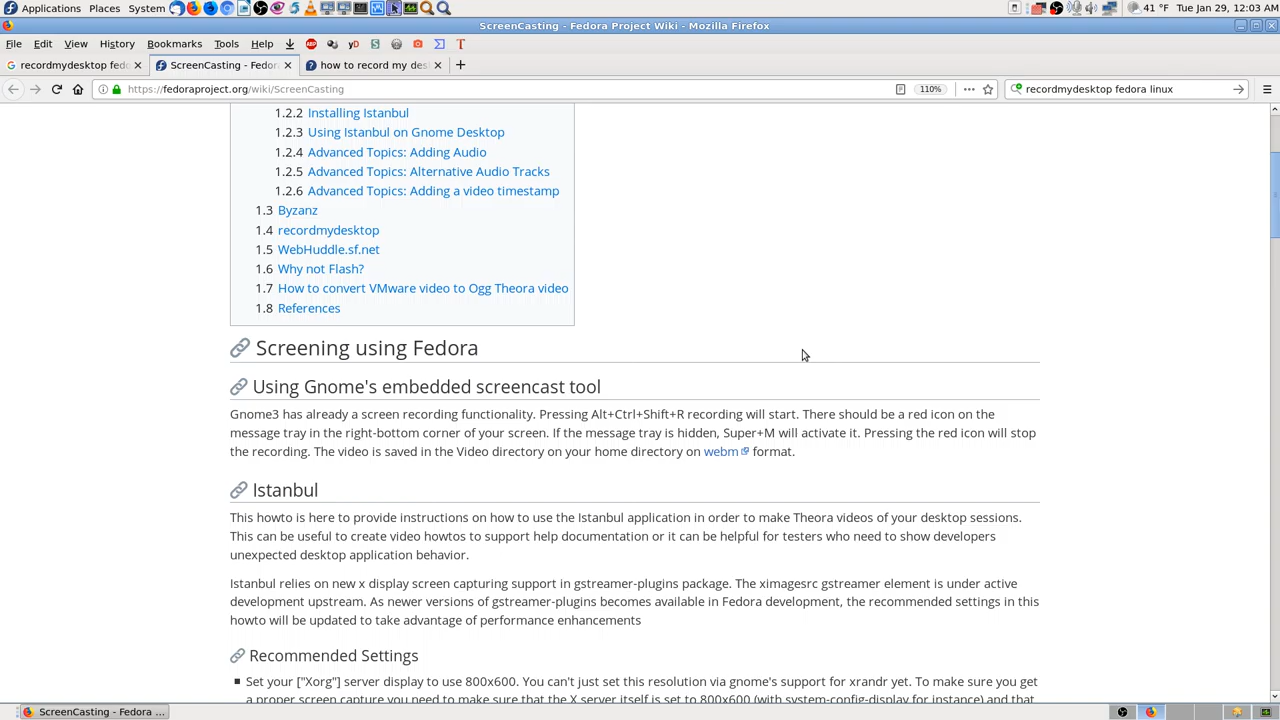 Applications Places System 41 °F Tue Jan 29, 12:03 AM
ScreenCasting - Fedora Project Wiki - Mozilla Firefox
File Edit View History Bookmarks Tools Help
recordmydesktop fed ScreenCasting - Fedor how to record my des
https://fedoraproject.org/wiki/ScreenCasting 110% recordmydesktop fedora linux
1.2.2 Installing Istanbul
1.2.3 Using Istanbul on Gnome Desktop
1.2.4 Advanced Topics: Adding Audio
1.2.5 Advanced Topics: Alternative Audio Tracks
1.2.6 Advanced Topics: Adding a video timestamp
1.3 Byzanz
1.4 recordmydesktop
1.5 WebHuddle.sf.net
1.6 Why not Flash?
1.7 How to convert VMware video to Ogg Theora video
1.8 References
Screening using Fedora
Using Gnome's embedded screencast tool
Gnome3 has already a screen recording functionality. Pressing Alt+Ctrl+Shift+R recording will start. There should be a red icon on the
message tray in the right-bottom corner of your screen. If the message tray is hidden, Super+M will activate it. Pressing the red icon will stop
the recording. The video is saved in the Video directory on your home directory on webm format.
Istanbul
This howto is here to provide instructions on how to use the Istanbul application in order to make Theora videos of your desktop sessions.
This can be useful to create video howtos to support help documentation or it can be helpful for testers who need to show developers
unexpected desktop application behavior.
Istanbul relies on new x display screen capturing support in gstreamer-plugins package. The ximagesrc gstreamer element is under active
development upstream. As newer versions of gstreamer-plugins becomes available in Fedora development, the recommended settings in this
howto will be updated to take advantage of performance enhancements
Recommended Settings
Set your ["Xorg"] server display to use 800x600. You can't just set this resolution via gnome's support for xrandr yet. To make sure you get
a proper screen capture you need to make sure that the X server itself is set to 800x600 (with system-config-display for instance) and that
ScreenCasting - Fedora ...